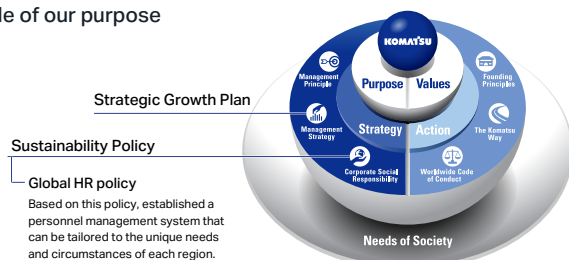 le of our purpose
KOMATSU
Purpose
Values
Management
Principle
Founding
Principles
Strategic Growth Plan
Management
Strategy
Strategy
Action
The Komatsu
Way
Sustainability Policy
Corporate Social
Responsibility
Worldwide Code
of Conduct
Global HR policy
Based on this policy, established a
personnel management system that
can be tailored to the unique needs
and circumstances of each region.
Needs of Society